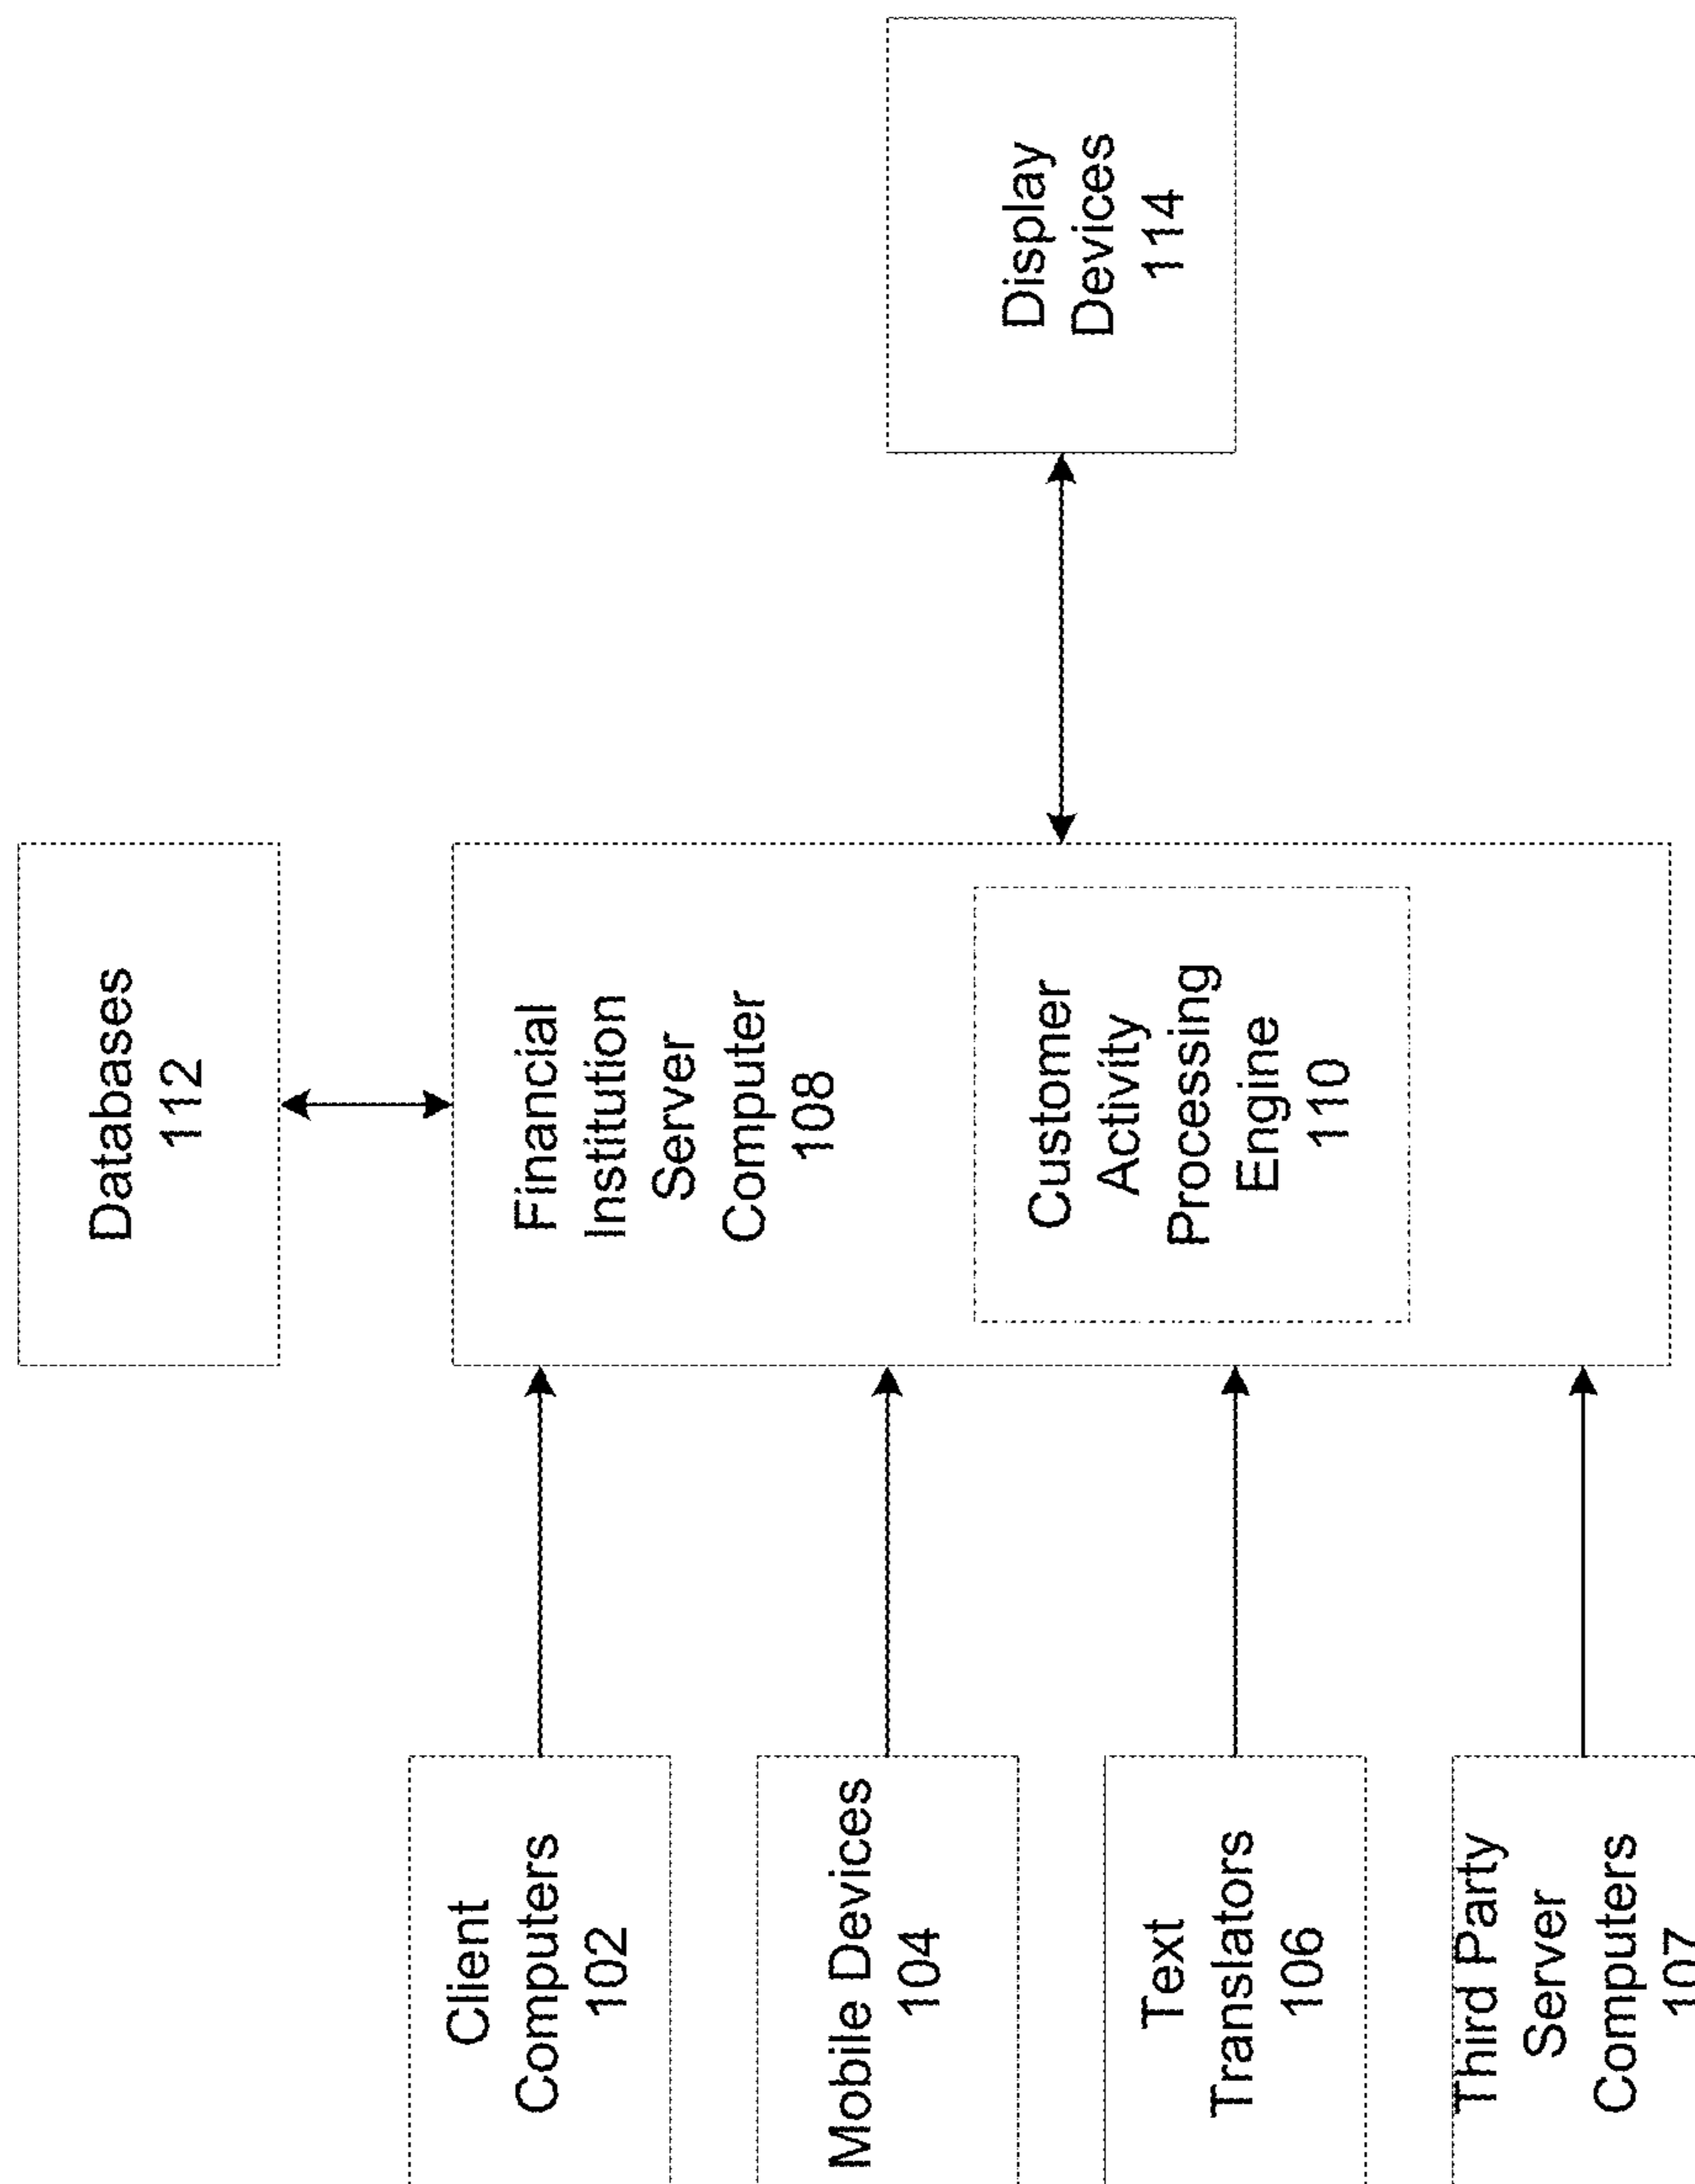 Databases
112
Financial
Institution
Server
Computer
108
Customer
Activity
Processing
Engine
110
Display
Devices
114
Client
Computers
102
Mobile Devices
104
Text
Translators
106
Third Party
Server
Computers
107